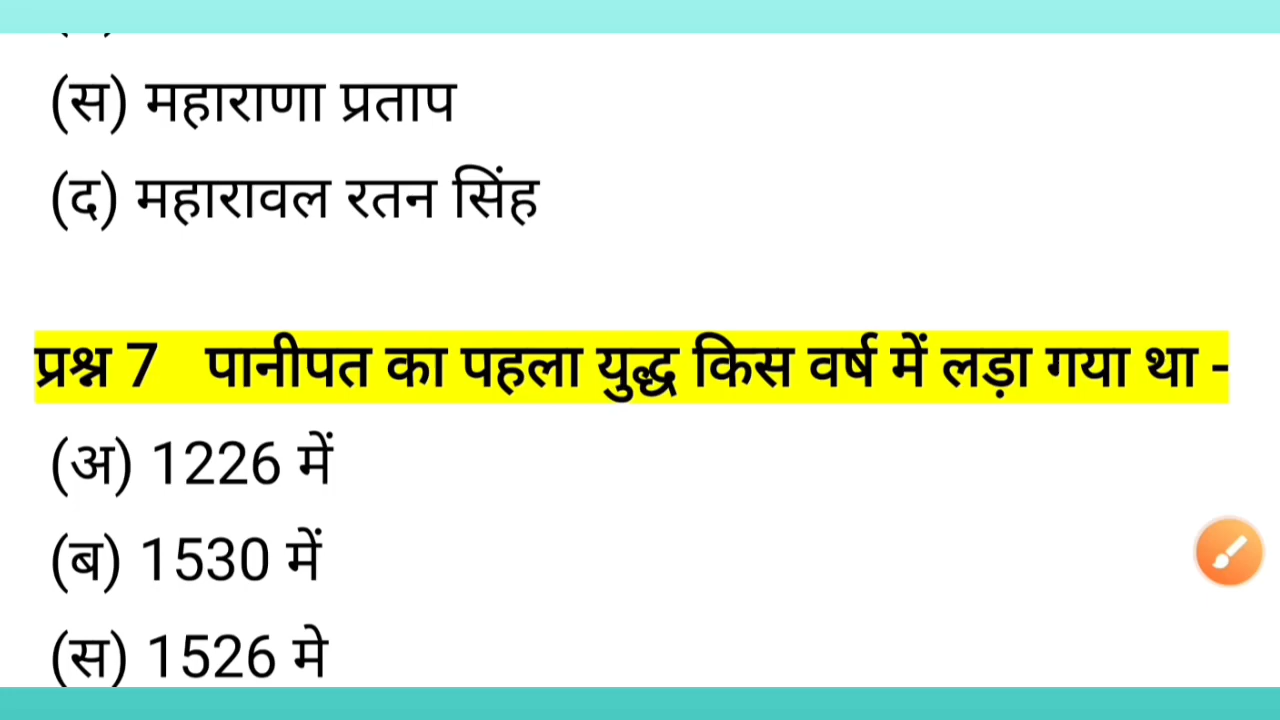 (स) महाराणा प्रताप
(द) महारावल रतन सिंह
प्रश्न 7 पानीपत का पहला युद्ध किस वर्ष में लड़ा गया था -
(अ) 1226 में
(ब) 1530 में
(स) 1526 मे